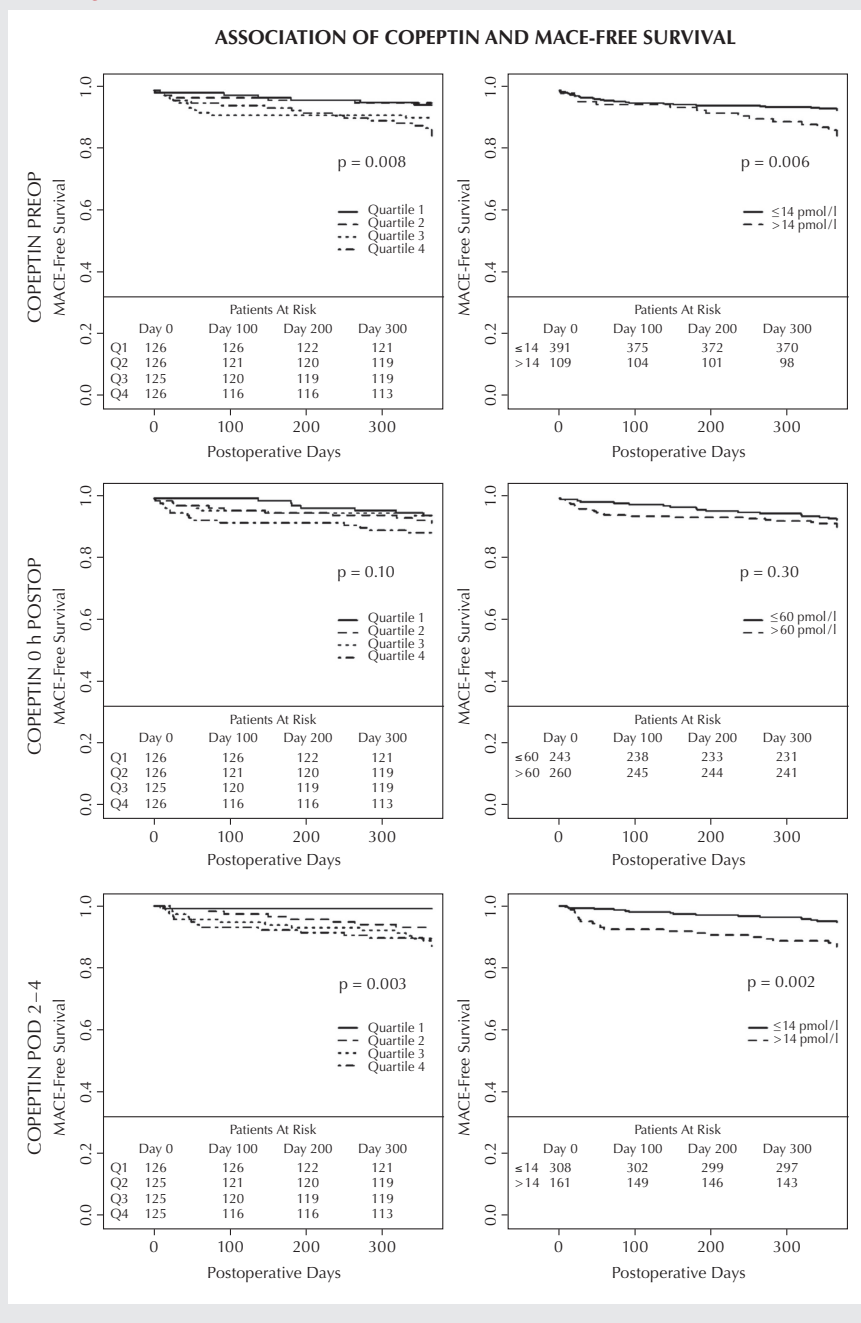 ASSOCIATION OF COPEPTIN AND MACE-FREE SURVIVAL
COPEPTIN PREOP
MACE-Free Survival
1.0
0.8
0.6
0.4
0.2
0.0
p = 0.008
Quartile 1
Quartile 2
Quartile 3
Quartile 4
Patients At Risk
Day 0 Day 100 Day 200 Day 300
Q1 126 126 122 121
Q2 126 121 120 119
Q3 125 120 119 119
Q4 126 116 116 113
0 100 200 300
Postoperative Days
MACE-Free Survival
1.0
0.8
0.6
0.4
0.2
0.0
p = 0.006
≤14 pmol/l
>14 pmol/l
Patients At Risk
Day 0 Day 100 Day 200 Day 300
≤14 391 375 372 370
>14 109 104 101 98
0 100 200 300
Postoperative Days
COPEPTIN 0 h POSTOP
MACE-Free Survival
1.0
0.8
0.6
0.4
0.2
0.0
p = 0.10
Quartile 1
Quartile 2
Quartile 3
Quartile 4
Patients At Risk
Day 0 Day 100 Day 200 Day 300
Q1 126 126 122 121
Q2 126 121 120 119
Q3 125 120 119 119
Q4 126 116 116 113
0 100 200 300
Postoperative Days
MACE-Free Survival
1.0
0.8
0.6
0.4
0.2
0.0
p = 0.30
≤60 pmol/l
>60 pmol/l
Patients At Risk
Day 0 Day 100 Day 200 Day 300
≤60 243 238 233 231
>60 260 245 244 241
0 100 200 300
Postoperative Days
COPEPTIN POD 2–4
MACE-Free Survival
1.0
0.8
0.6
0.4
0.2
0.0
p = 0.003
Quartile 1
Quartile 2
Quartile 3
Quartile 4
Patients At Risk
Day 0 Day 100 Day 200 Day 300
Q1 126 126 122 121
Q2 125 121 120 119
Q3 125 120 119 119
Q4 125 116 116 113
0 100 200 300
Postoperative Days
MACE-Free Survival
1.0
0.8
0.6
0.4
0.2
0.0
p = 0.002
≤14 pmol/l
>14 pmol/l
Patients At Risk
Day 0 Day 100 Day 200 Day 300
≤14 308 302 299 297
>14 161 149 146 143
0 100 200 300
Postoperative Days